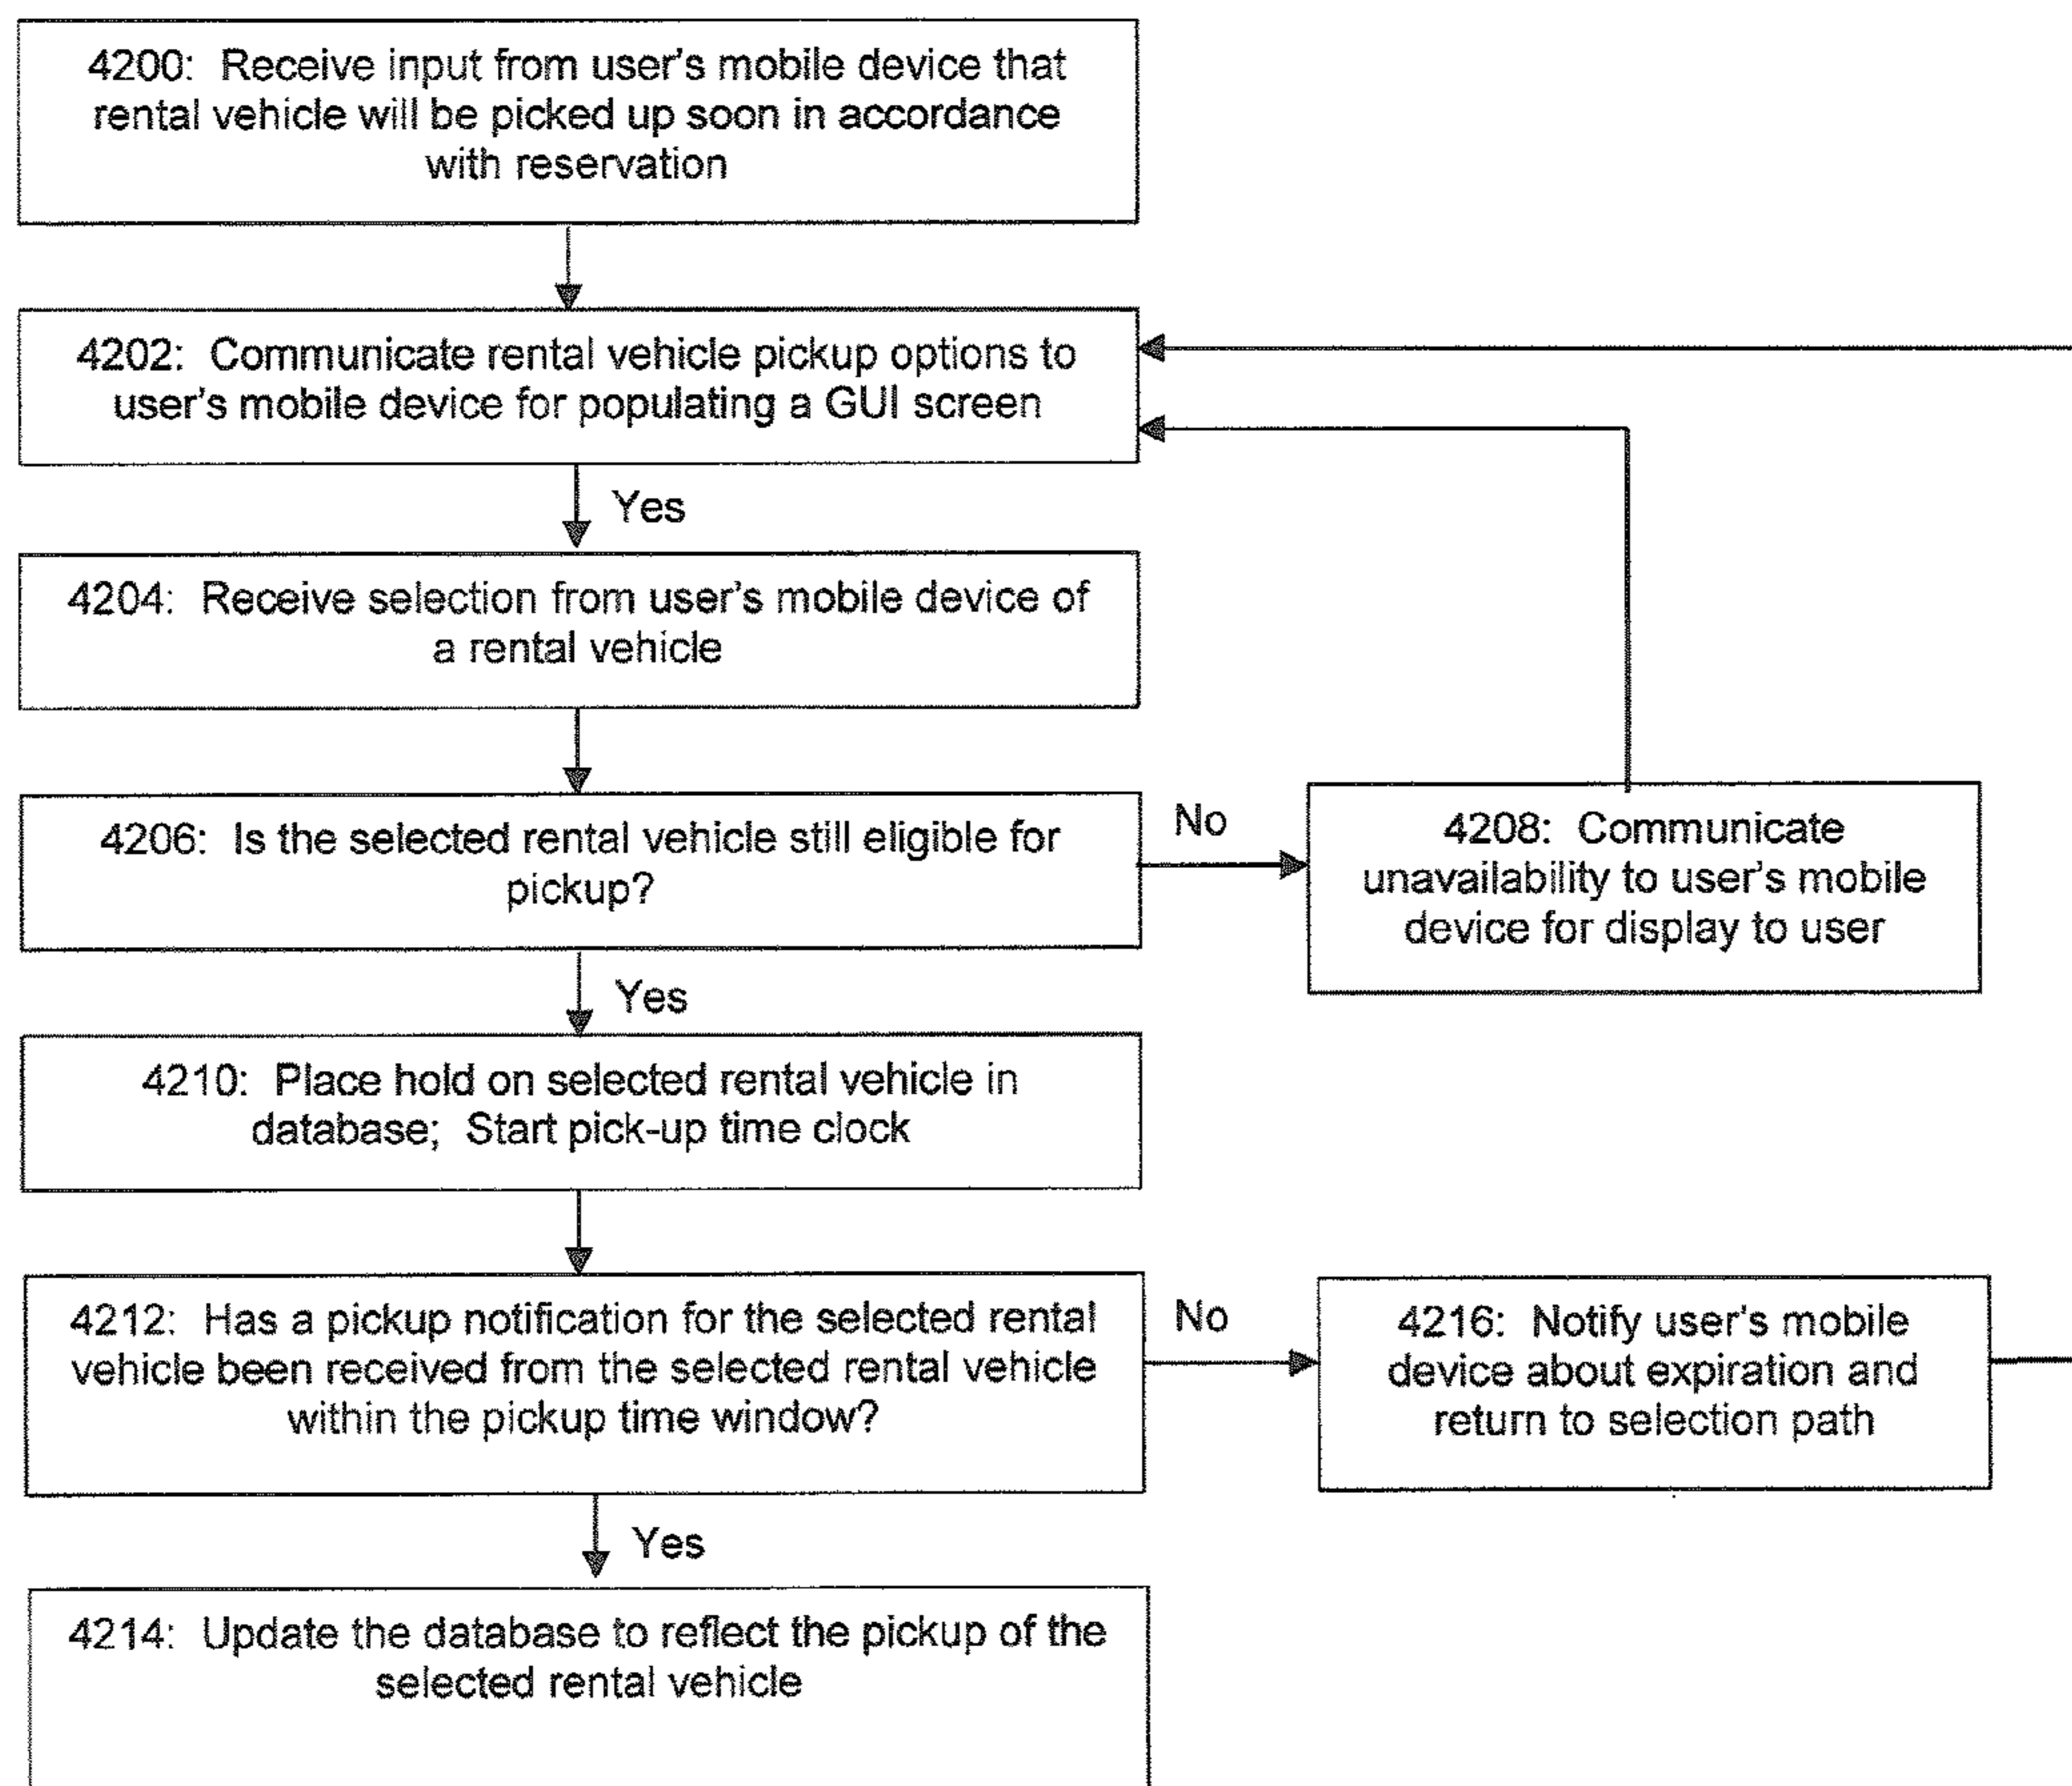 4200: Receive input from user's mobile device that
rental vehicle will be picked up soon in accordance
with reservation
4202: Communicate rental vehicle pickup options to
user's mobile device for populating a GUI screen
Yes
4204: Receive selection from user's mobile device of
a rental vehicle
4206: Is the selected rental vehicle still eligible for
pickup?
No
4208: Communicate
unavailability to user's mobile
device for display to user
Yes
4210: Place hold on selected rental vehicle in
database; Start pick-up time clock
4212: Has a pickup notification for the selected rental
vehicle been received from the selected rental vehicle
within the pickup time window?
No
4216: Notify user's mobile
device about expiration and
return to selection path
Yes
4214: Update the database to reflect the pickup of the
selected rental vehicle